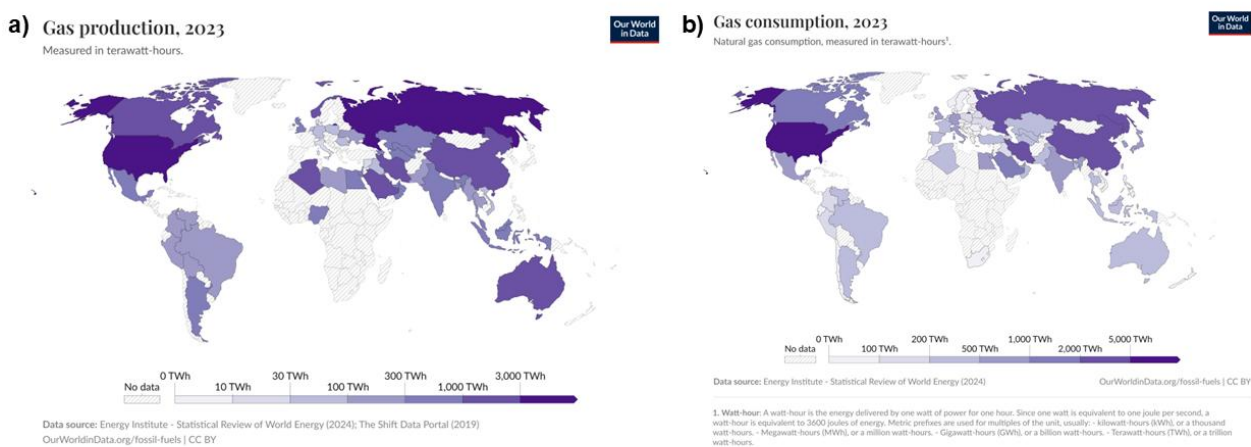 a) Gas production, 2023
Measured in terawatt-hours.
Our World
in Data
No data
0 TWh
10 TWh
30 TWh
100 TWh
300 TWh
1,000 TWh
3,000 TWh
Data source: Energy Institute - Statistical Review of World Energy (2024); The Shift Data Portal (2019)
OurWorldinData.org/fossil-fuels | CC BY
b) Gas consumption, 2023
Natural gas consumption, measured in terawatt-hours¹.
Our World
in Data
No data
0 TWh
100 TWh
200 TWh
500 TWh
1,000 TWh
2,000 TWh
5,000 TWh
Data source: Energy Institute - Statistical Review of World Energy (2024)
OurWorldinData.org/fossil-fuels | CC BY
1. Watt-hour: A watt-hour is the energy delivered by one watt of power for one hour. Since one watt is equivalent to one joule per second, a
watt-hour is equivalent to 3600 joules of energy. Metric prefixes are used for multiples of the unit, usually: - kilowatt-hours (kWh), or a thousand
watt-hours. - Megawatt-hours (MWh), or a million watt-hours. - Gigawatt-hours (GWh), or a billion watt-hours. - Terawatt-hours (TWh), or a trillion
watt-hours.